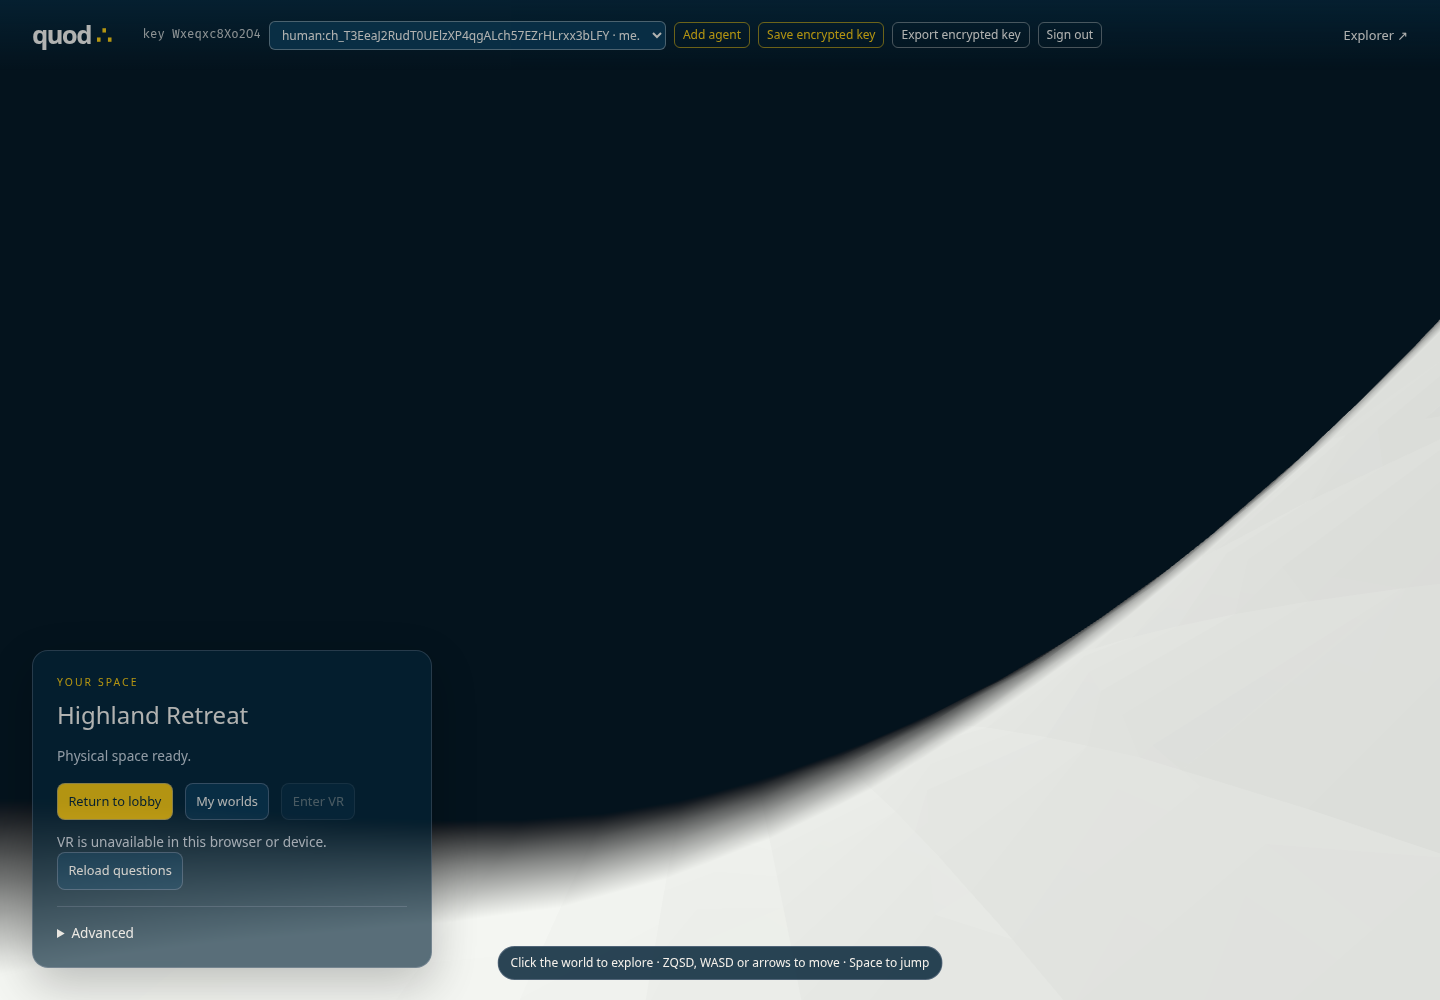 quod
key Wxeqxc8Xo2O4
human:ch_T3EeaJ2RudT0UElzXP4qgALch57EZrHLrxx3bLFY · me.
Add agent
Save encrypted key
Export encrypted key
Sign out
Explorer ↗
YOUR SPACE
Highland Retreat
Physical space ready.
Return to lobby
My worlds
Enter VR
VR is unavailable in this browser or device.
Reload questions
Advanced
Click the world to explore · ZQSD, WASD or arrows to move · Space to jump